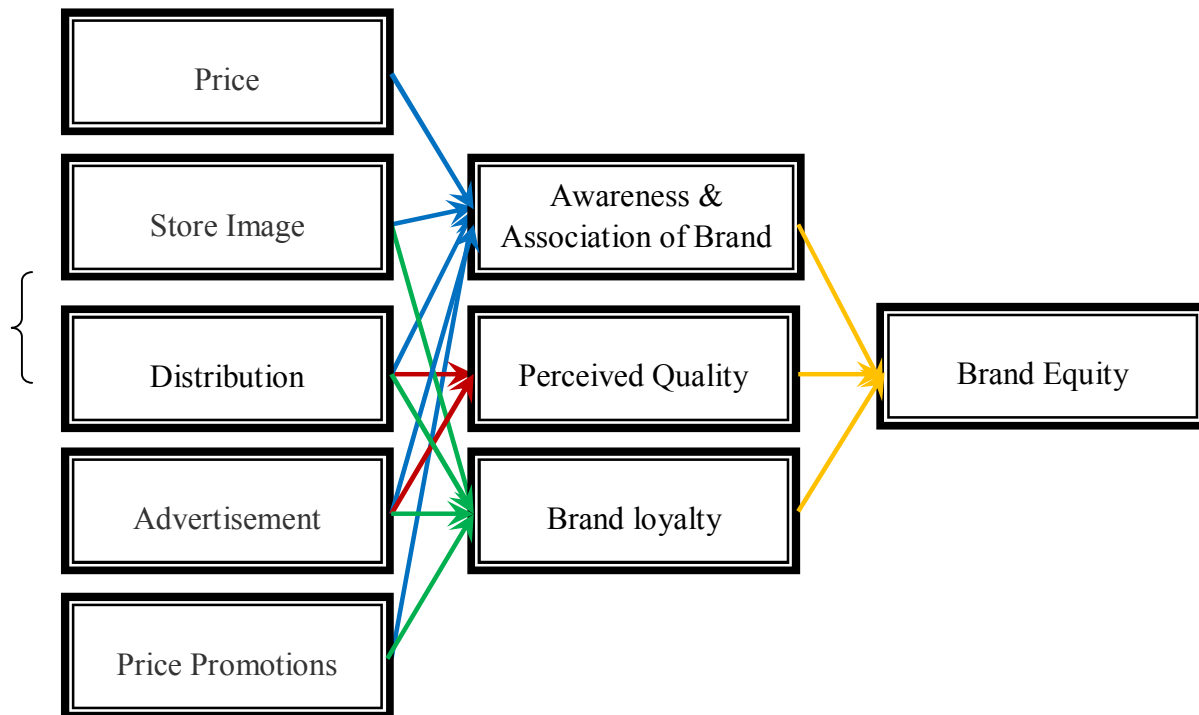 Price
Store Image
Distribution
Advertisement
Price Promotions
Awareness &
Association of Brand
Perceived Quality
Brand loyalty
Brand Equity